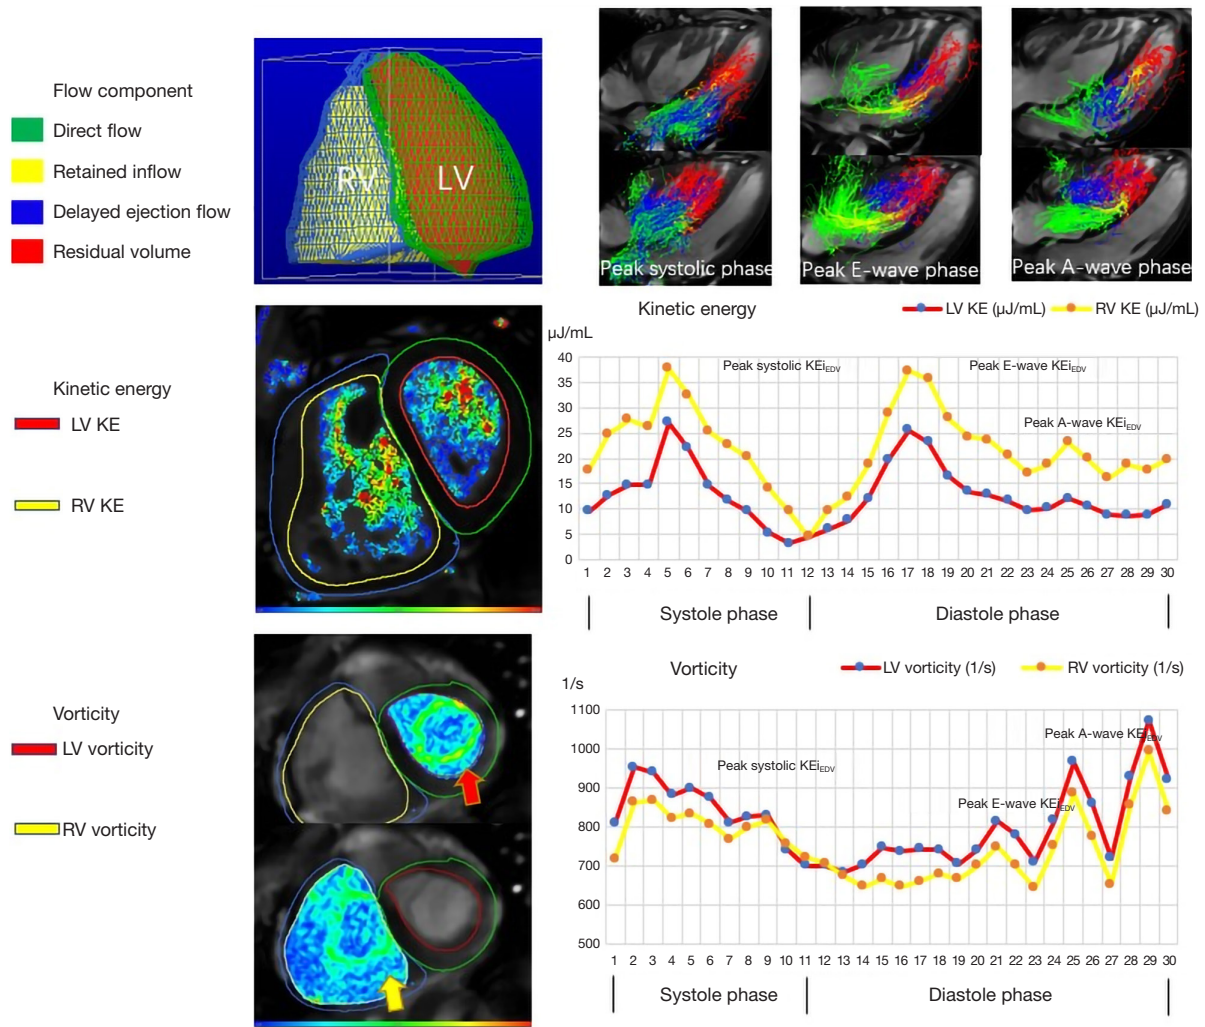 Flow component
Direct flow
Retained inflow
Delayed ejection flow
Residual volume
RV
LV
Peak systolic phase
Peak E-wave phase
Peak A-wave phase
Kinetic energy
LV KE
RV KE
Kinetic energy
LV KE (μJ/mL)
RV KE (μJ/mL)
μJ/mL
Peak systolic KEiEDV
Peak E-wave KEiEDV
Peak A-wave KEiEDV
40
35
30
25
20
15
10
5
0
1 2 3 4 5 6 7 8 9 10 11 12 13 14 15 16 17 18 19 20 21 22 23 24 25 26 27 28 29 30
Systole phase
Diastole phase
Vorticity
LV vorticity
RV vorticity
Vorticity
LV vorticity (1/s)
RV vorticity (1/s)
1/s
Peak systolic KEiEDV
Peak E-wave KEiEDV
Peak A-wave KEiEDV
1100
1000
900
800
700
600
500
1 2 3 4 5 6 7 8 9 10 11 12 13 14 15 16 17 18 19 20 21 22 23 24 25 26 27 28 29 30
Systole phase
Diastole phase